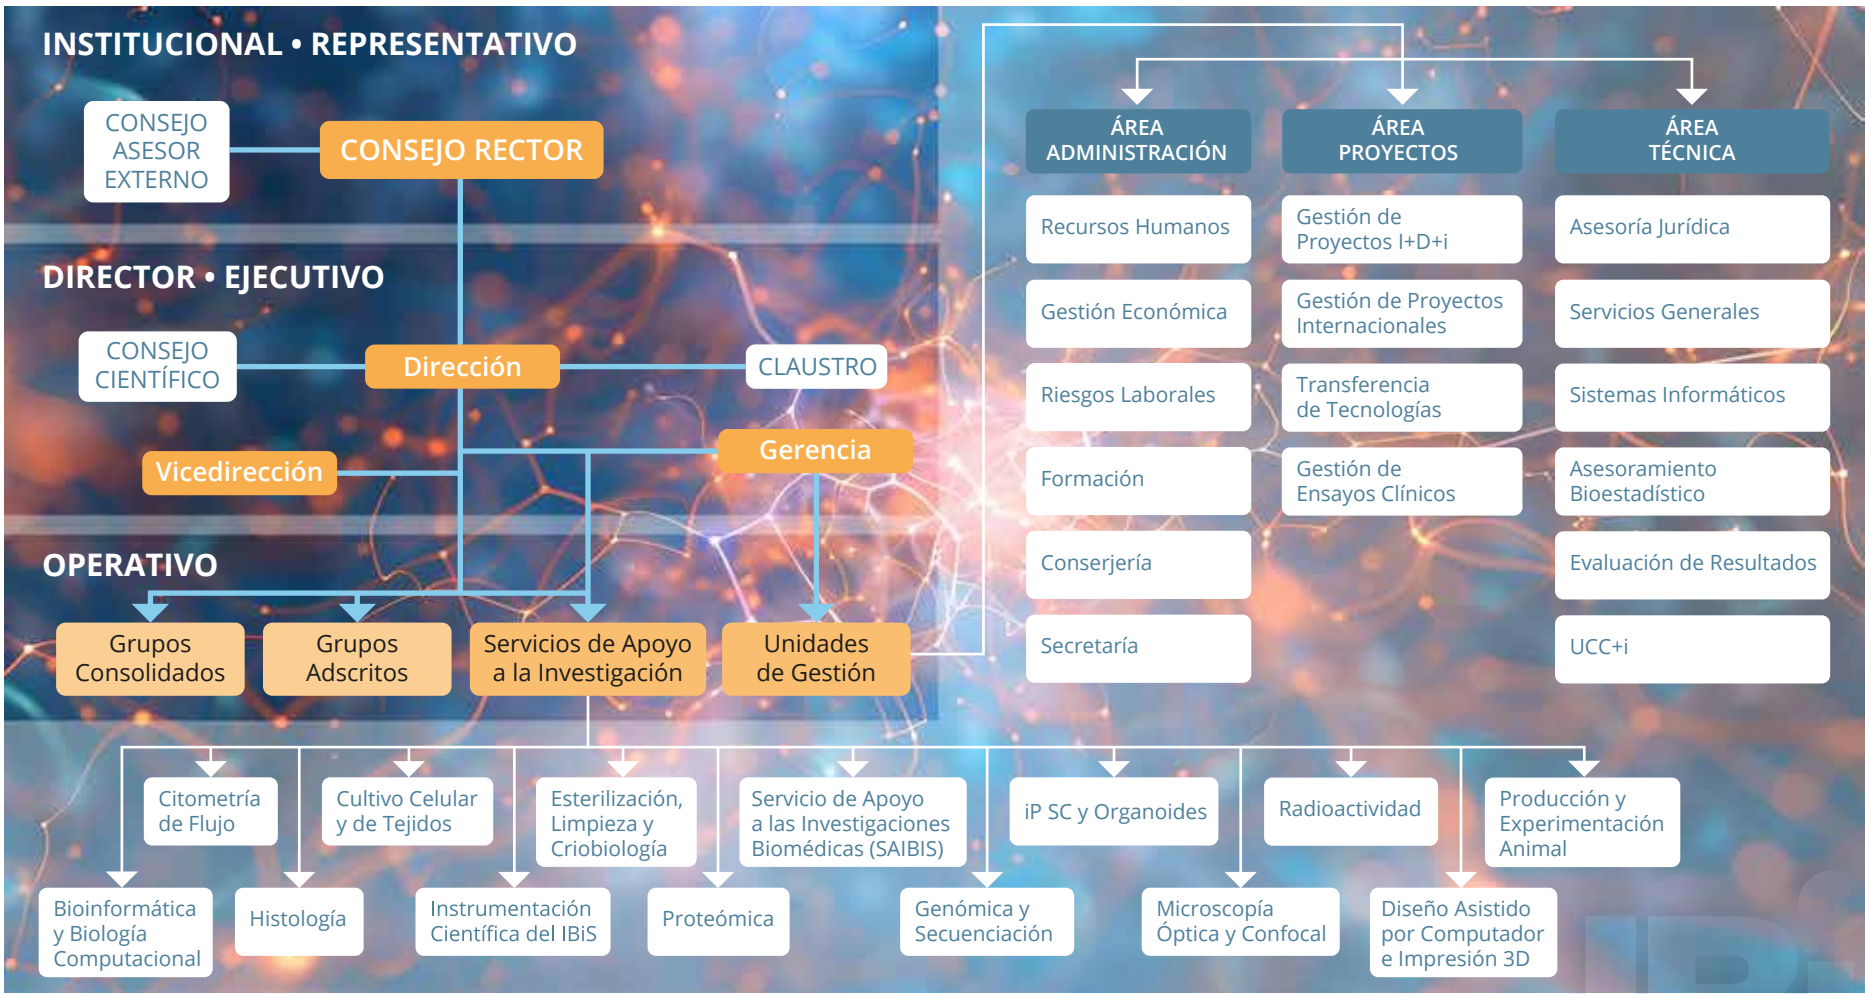 INSTITUCIONAL • REPRESENTATIVO
CONSEJO
ASESOR
EXTERNO
CONSEJO RECTOR
DIRECTOR • EJECUTIVO
CONSEJO
CIENTÍFICO
Dirección
CLAUSTRO
Vicedirección
Gerencia
OPERATIVO
Grupos
Consolidados
Grupos
Adscritos
Servicios de Apoyo
a la Investigación
Unidades
de Gestión
ÁREA
ADMINISTRACIÓN
Recursos Humanos
Gestión Económica
Riesgos Laborales
Formación
Conserjería
Secretaría
ÁREA
PROYECTOS
Gestión de
Proyectos I+D+i
Gestión de Proyectos
Internacionales
Transferencia
de Tecnologías
Gestión de
Ensayos Clínicos
ÁREA
TÉCNICA
Asesoría Jurídica
Servicios Generales
Sistemas Informáticos
Asesoramiento
Bioestadístico
Evaluación de Resultados
UCC+i
Citometría
de Flujo
Cultivo Celular
y de Tejidos
Esterilización,
Limpieza y
Criobiología
Servicio de Apoyo
a las Investigaciones
Biomédicas (SAIBIS)
iP SC y Organoides
Radioactividad
Producción y
Experimentación
Animal
Bioinformática
y Biología
Computacional
Histología
Instrumentación
Científica del IBiS
Proteómica
Genómica y
Secuenciación
Microscopía
Óptica y Confocal
Diseño Asistido
por Computador
e Impresión 3D